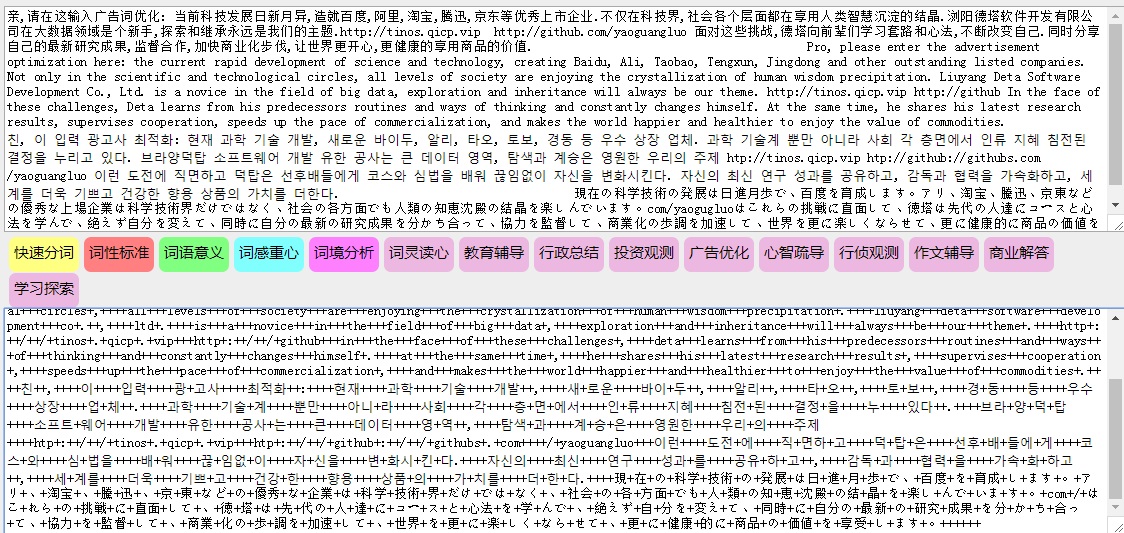 亲,请在这输入广告词优化: 当前科技发展日新月异,造就百度,阿里,淘宝,腾迅,京东等优秀上市企业.不仅在科技界,社会各个层面都在享用人类智慧沉淀的结晶.浏阳德塔软件开发有限公
司在大数据领域是个新手,探索和继承永远是我们的主题.http://tinos.qicp.vip  http://github.com/yaoguangluo 面对这些挑战,德塔向前辈们学习套路和心法,不断改变自己.同时分享
自己的最新研究成果,监督合作,加快商业化步伐,让世界更开心,更健康的享用商品的价值. Pro, please enter the advertisement
optimization here: the current rapid development of science and technology, creating Baidu, Ali, Taobao, Tengxun, Jingdong and other outstanding listed companies.
Not only in the scientific and technological circles, all levels of society are enjoying the crystallization of human wisdom precipitation. Liuyang Deta Software
Development Co., Ltd. is a novice in the field of big data, exploration and inheritance will always be our theme. http://tinos.qicp.vip http://github In the face of
these challenges, Deta learns from his predecessors routines and ways of thinking and constantly changes himself. At the same time, he shares his latest research
results, supervises cooperation, speeds up the pace of commercialization, and makes the world happier and healthier to enjoy the value of commodities.
친, 이 입력 광고사 최적화: 현재 과학 기술 개발, 새로운 바이두, 알리, 타오, 토보, 경동 등 우수 상장 업체. 과학 기술계 뿐만 아니라 사회 각 층면에서 인류 지혜 침전된
결정을 누리고 있다. 브라양덕탑 소프트웨어 개발 유한 공사는 큰 데이터 영역, 탐색과 계승은 영원한 우리의 주제 http://tinos.qicp.vip http://github://githubs.com
/yaoguangluo 이런 도전에 직면하고 덕탑은 선후배들에게 코스와 심법을 배워 끊임없이 자신을 변화시킨다. 자신의 최신 연구 성과를 공유하고, 감독과 협력을 가속화하고, 세
계를 더욱 기쁘고 건강한 향용 상품의 가치를 더한다. 現在の科学技術の発展は日進月歩で、百度を育成します。アリ、淘宝、騰迅、京東など
の優秀な上場企業は科学技術界だけではなく、社会の各方面でも人類の知恵沈殿の結晶を楽しんでいます。com/yaoguogluoはこれらの挑戦に直面して、德塔は先代の人達にコースと心
法を学んで、絶えず自分を変えて、同時に自分の最新の研究成果を分かち合って、協力を監督して、商業化の歩調を加速して、世界を更に楽しくならせて、更に健康的に商品の価値を
快速分词 词性标准 词语意义 词感重心 词境分析 词灵读心 教育辅导 行政总结 投资观测 广告优化 心智疏导 行侦观测 作文辅导 商业解答
学习探索
al+++circles+,++++all+++levels+++of+++society+++are+++enjoying+++the+++crystallization+++of+++human+++wisdom+++precipitation+.++++liuyang+++deta+++software+++develo
pment+++co+.++,++++ltd+.++++is+++a+++novice+++in+++the+++field+++of+++big+++data+,++++exploration+++and+++inheritance+++will+++always+++be+++our+++theme+.++++http+:
++/++/++tinos+.+qicp+.+vip+++http+:++/++/++github+++in+++the+++face+++of+++these+++challenges+,++++deta+++learns+++from+++his+++predecessors+++routines+++and+++ways++
+of+++thinking+++and+++constantly+++changes+++himself+.++++at+++the+++same+++time+,++++he+++shares+++his+++latest+++research+++results+,++++supervises+++cooperation
+,++++speeds+++up+++the+++pace+++of+++commercialization+,++++and+++makes+++the+++world+++happier+++and+++healthier+++to+++enjoy+++the+++value+++of+++commodities+.++
++친++,++++이++++입력++++광+고사++++최적화++:++++현재++++과학++++기술++++개발++,++++새+로운++++바이+두++,++++알리++,++++타+오++,++++토+보++,++++경+동++++등++++우수
++++상장++++업+체++.++++과학++++기술+계++++뿐만++++아니+라++++사회++++각++++층+면+에서++++인+류++++지혜++++침전+된++++결정+을++++누++++있다++.++++브라+양+덕+탑
++++소프트+웨어++++개발++++유한++++공사+는++++큰++++데이터++++영+역++,++++탐색+과++++계+승+은++++영원한++++우리+의++++주제
++++http+:++/++/++tinos+.+qicp+.+vip+++http+:++/++/++github+:++/++/++githubs+.+com++++/+yaoguangluo+++이런++++도전+에++++직+면하+고++++덕+탑+은++++선후+배+들에+게++++코
스+와++++심+법+을++++배+워++++끊+임없+이++++자+신을++++변+화시+킨+다.++++자신의++++최신++++연구++++성과+를++++공유+하+고++,++++감독+과++++협력+을++++가속+화+하고
++,++++세+계를++++더욱++++기쁘+고++++건강+한++++향용++++상품+의++++가+치+를++++더+한다.++++現+在+の+科学+技術+の+発展+は日+進+月+歩+で+、+百度+を+育成+し+ます+。+ア
リ+、+淘宝+、+騰迅+、+京+東+など+の+優秀+な+企業+は+科学+技術+界+だけ+では+なく+、+社会+の+各+方面+でも+人+類+の+知+恵+沈殿+の+結+晶+を+楽し+んで+いま+す+。+com+/+は
こ+れら+の+挑戦+に+直面+して+、+德塔+は+先+代+の+人+達+に+コー+ス+と+心法+を+学+んで+、+絶えず+自+分+を+変え+て+、+同時+に+自分の+最新+の+研究+成果+を+分+か+ち+合っ
+て+、+協力+を+監督+して+、+商業+化+の+歩+調+を+加速+して+、+世界+を+更+に+楽+し+く+なら+せて+、+更+に+健康+的に+商品+の+価値+を+享受+し+ます+。++++++